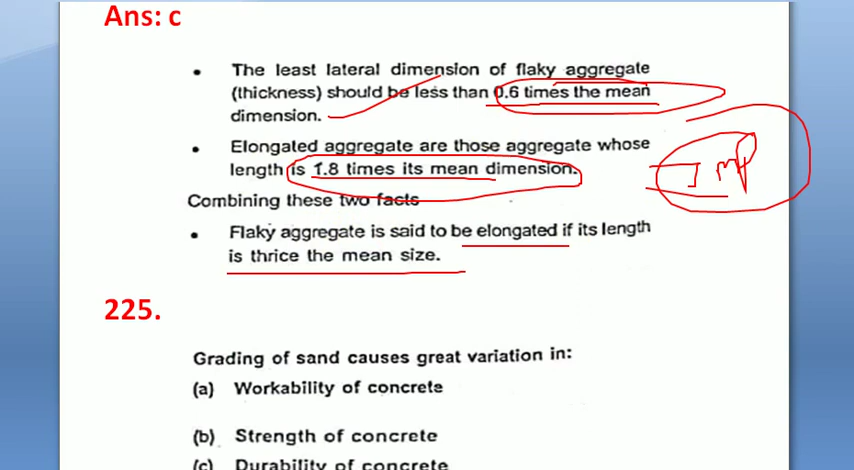 Ans: c
• The least lateral dimension of flaky aggregate
(thickness) should be less than 0.6 times the mean
dimension.
• Elongated aggregate are those aggregate whose
length is 1.8 times its mean dimension.
Imp
Combining these two facts
• Flaky aggregate is said to be elongated if its length
is thrice the mean size.
225.
Grading of sand causes great variation in:
(a) Workability of concrete
(b) Strength of concrete
(c) Durability of concrete